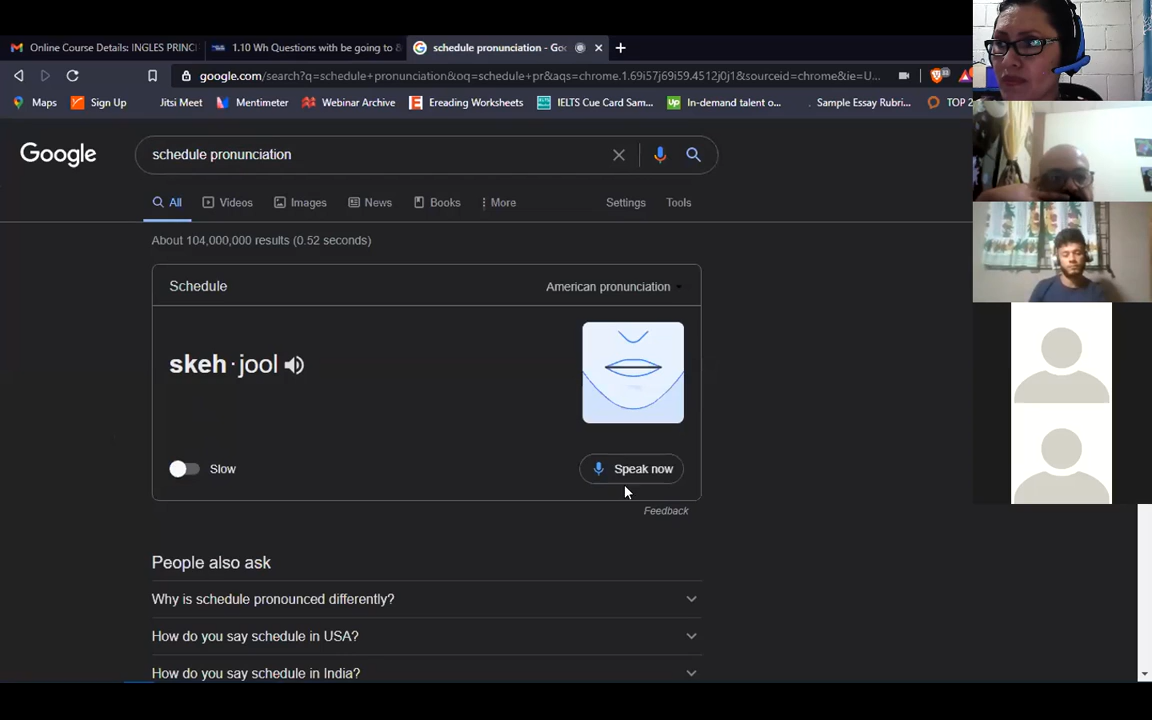 Online Course Details: INGLES PRINC
1.10 Wh Questions with be going to &
schedule pronunciation - Goo
google.com/search?q=schedule+pronunciation&oq=schedule+pr&aqs=chrome.1.69i57j69i59.4512j0j1&sourceid=chrome&ie=U...
Maps
Sign Up
Jitsi Meet
Mentimeter
Webinar Archive
Ereading Worksheets
IELTS Cue Card Sam...
In-demand talent o...
Sample Essay Rubri...
TOP 2
Google
schedule pronunciation
All
Videos
Images
News
Books
More
Settings
Tools
About 104,000,000 results (0.52 seconds)
Schedule
American pronunciation
skeh·jool
Slow
Speak now
Feedback
People also ask
Why is schedule pronounced differently?
How do you say schedule in USA?
How do you say schedule in India?